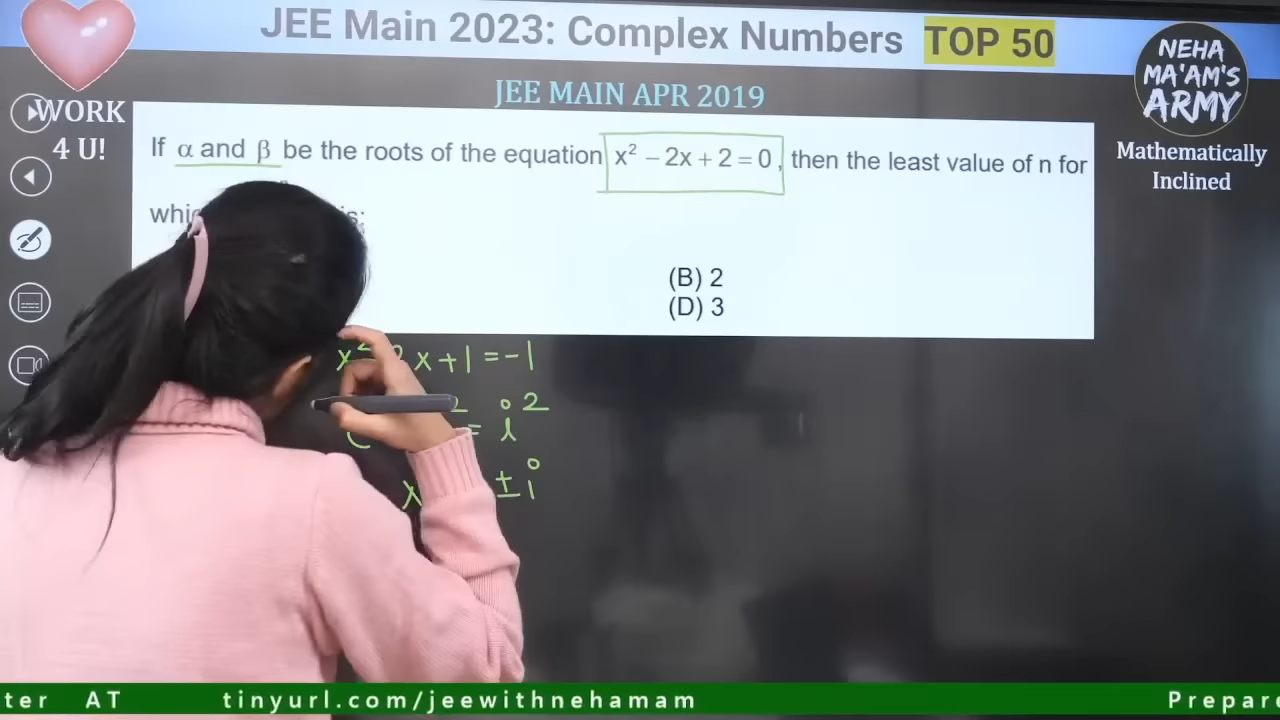 JEE Main 2023: Complex Numbers TOP 50
NEHA
MA'AM'S
ARMY
Mathematically
Inclined
WORK
4 U!
JEE MAIN APR 2019
If α and β be the roots of the equation x² – 2x + 2 = 0, then the least value of n for
(B) 2
(D) 3
x + 1 = -1
= i²
± i
ter AT tinyurl.com/jeewithnehamam Prepar